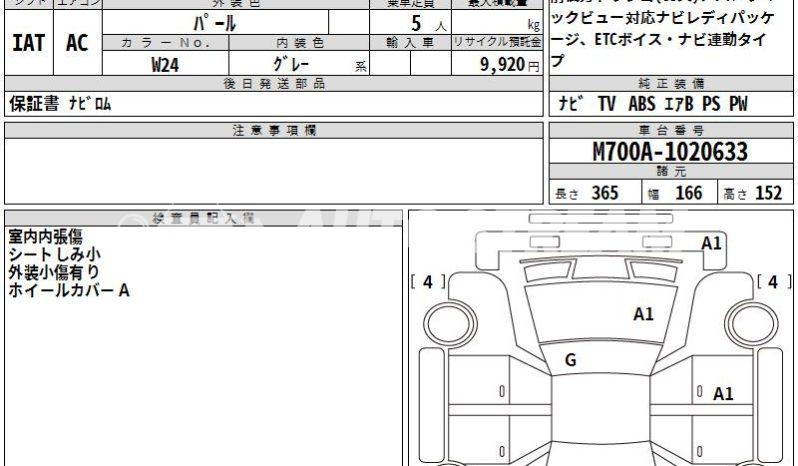 シフト エアコン 外装色 乗車定員 最大積載量
IAT AC パール 5 人 kg
カラーNo. 内装色 輸入車 リサイクル預託金
W24 グレー 系 9,920 円
後日発送部品
保証書 ナビロム
ックビュー対応ナビレディパッケ
ージ、ETCボイス・ナビ連動タイ
プ
純正装備
ナビ TV ABS エアB PS PW
注意事項欄
車台番号
M700A-1020633
諸元
長さ 365 幅 166 高さ 152
検査員記入欄
室内内張傷
シートしみ小
外装小傷有り
ホイールカバーA
A1
[ 4 ] [ 4 ]
A1
G
A1